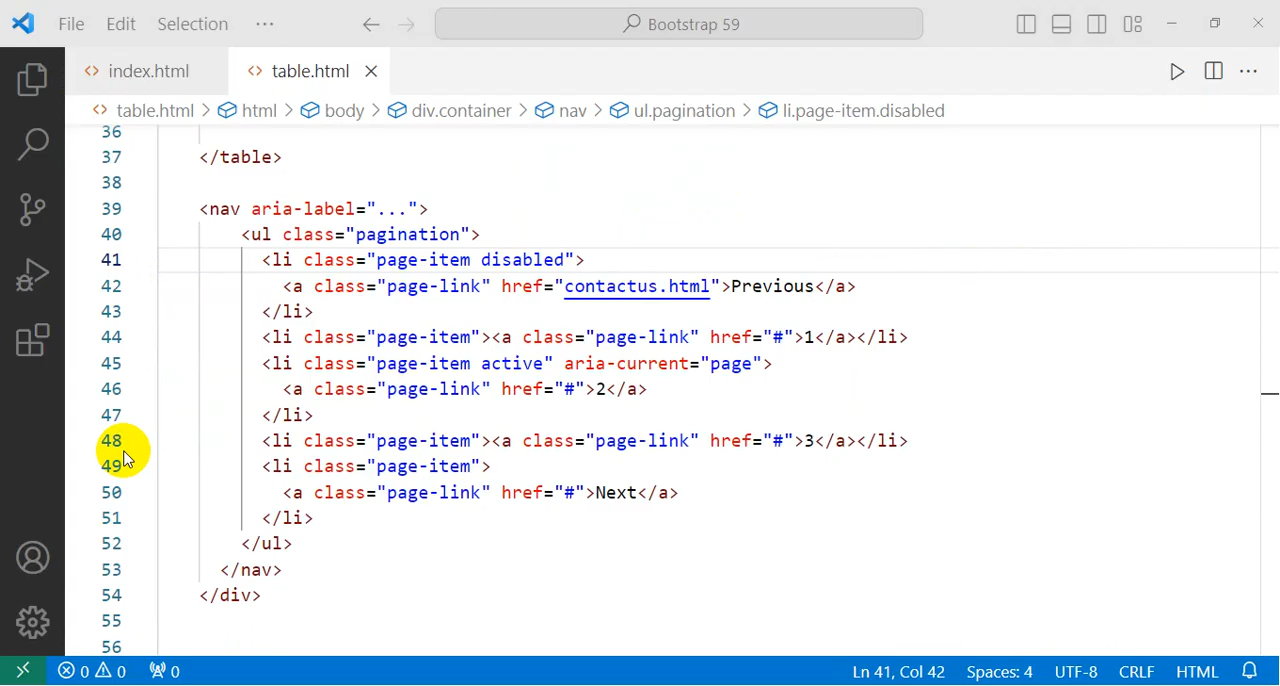 File Edit Selection ··· Bootstrap 59
index.html table.html
table.html > html > body > div.container > nav > ul.pagination > li.page-item.disabled
36
37 </table>
38
39 <nav aria-label="...">
40 <ul class="pagination">
41 <li class="page-item disabled">
42 <a class="page-link" href="contactus.html">Previous</a>
43 </li>
44 <li class="page-item"><a class="page-link" href="#">1</a></li>
45 <li class="page-item active" aria-current="page">
46 <a class="page-link" href="#">2</a>
47 </li>
48 <li class="page-item"><a class="page-link" href="#">3</a></li>
49 <li class="page-item">
50 <a class="page-link" href="#">Next</a>
51 </li>
52 </ul>
53 </nav>
54 </div>
55
56
0 0 0 Ln 41, Col 42 Spaces: 4 UTF-8 CRLF HTML